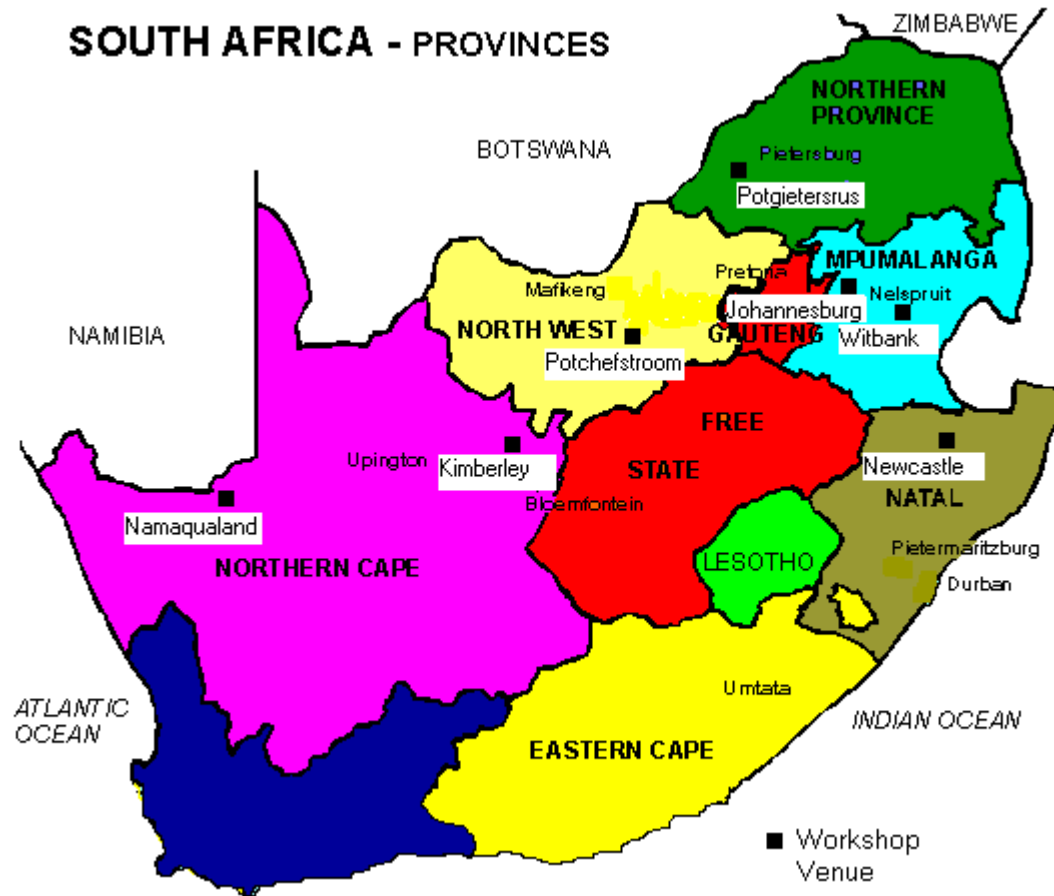 SOUTH AFRICA - PROVINCES
ZIMBABWE
NORTHERN
PROVINCE
BOTSWANA
Pietersburg
Potgietersrus
MPUMALANGA
Pretoria
Mafikeng
Nelspruit
Johannesburg
NAMIBIA
NORTH WEST
GAUTENG
Witbank
Potchefstroom
FREE
STATE
Upington
Kimberley
Newcastle
Bloemfontein
NATAL
Namaqualand
Pietermaritzburg
LESOTHO
NORTHERN CAPE
Durban
Umtata
ATLANTIC
OCEAN
INDIAN OCEAN
EASTERN CAPE
Workshop
Venue